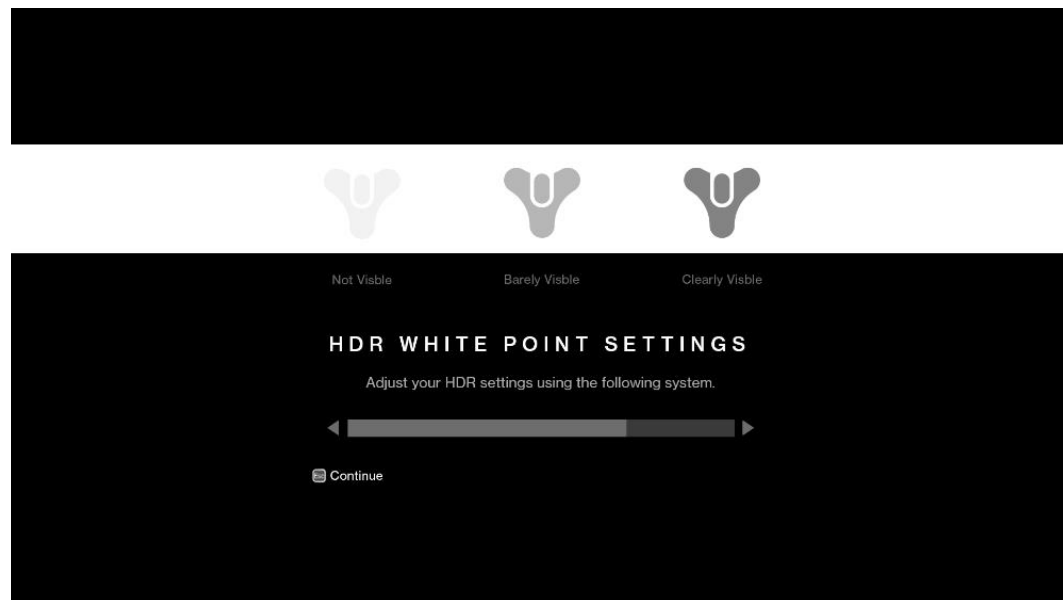 Not Visble
Barely Visble
Clearly Visble
HDR WHITE POINT SETTINGS
Adjust your HDR settings using the following system.
Continue